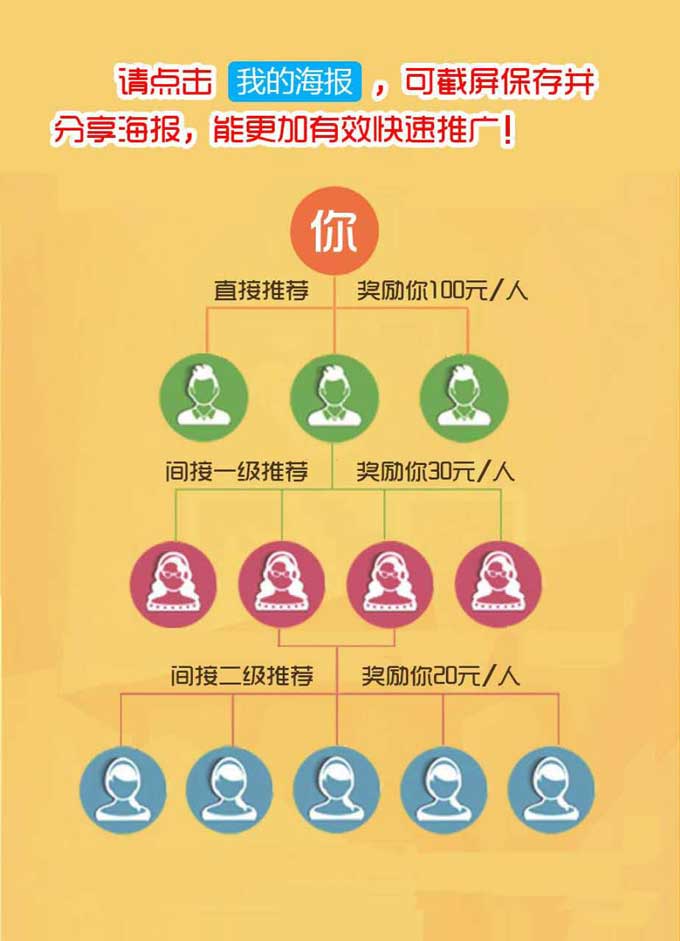 请点击 我的海报 ，可截屏保存并
分享海报，能更加有效快速推广！
你
直接推荐 奖励你100元/人
间接一级推荐 奖励你30元/人
间接二级推荐 奖励你20元/人